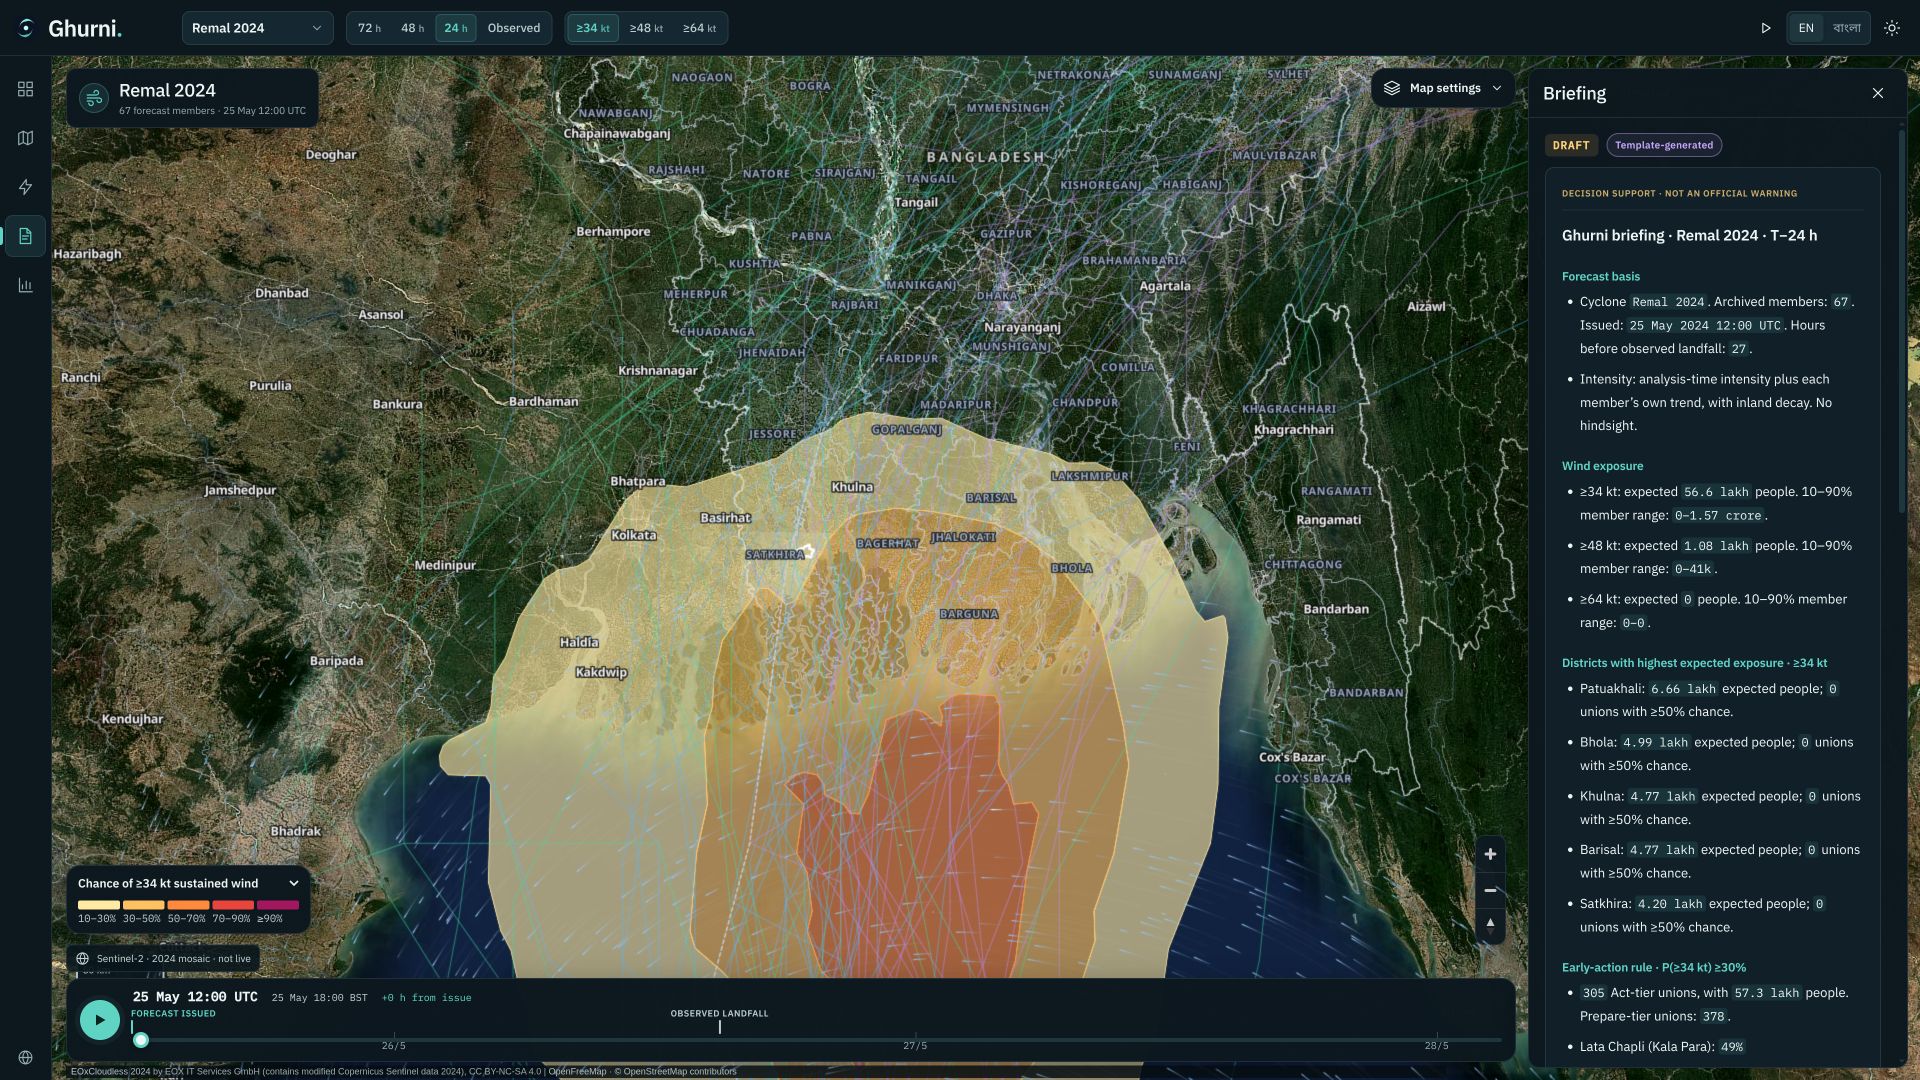 Ghurni.
Remal 2024
72 h 48 h 24 h Observed
≥34 kt ≥48 kt ≥64 kt
EN বাংলা
Remal 2024
67 forecast members · 25 May 12:00 UTC
Map settings
NAOGAON
BOGRA
NETRAKONA
SUNAMGANJ
SYLHET
MYMENSINGH
NAWABGANJ
Chapainawabganj
Deoghar
BANGLADESH
MAULVIBAZAR
RAJSHAHI
NATORE
SIRAJGANJ
TANGAIL
KISHOREGANJ
HABIGANJ
Tangail
Berhampore
PABNA
GAZIPUR
Hazaribagh
KUSHTIA
BRAHAMANBARIA
Agartala
MANIKGANJ
Dhanbad
MEHERPUR
RAJBARI
DHAKA
Aizawl
Asansol
CHUADANGA
Narayanganj
MUNSHIGANJ
JHENAIDAH
FARIDPUR
Krishnanagar
COMILLA
Ranchi
Purulia
Bankura
Bardhaman
MADARIPUR
CHANDPUR
KHAGRACHHARI
Khagrachhari
JESSORE
GOPALGANJ
FENI
Bhatpara
LAKSHMIPUR
Jamshedpur
Khulna
BARISAL
RANGAMATI
Rangamati
Basirhat
Kolkata
SATKHIRA
BAGERHAT
JHALOKATI
Medinipur
BHOLA
CHITTAGONG
Bandarban
BARGUNA
Haldia
Kakdwip
Baripada
BANDARBAN
Kendujhar
Cox's Bazar
COX'S BAZAR
Bhadrak
Chance of ≥34 kt sustained wind
10–30% 30–50% 50–70% 70–90% ≥90%
Sentinel-2 · 2024 mosaic · not live
25 May 12:00 UTC 25 May 18:00 BST +0 h from issue
FORECAST ISSUED
OBSERVED LANDFALL
26/5 27/5 28/5
EOxCloudless 2024 by EOX IT Services GmbH (contains modified Copernicus Sentinel data 2024), CC BY-NC-SA 4.0 | OpenFreeMap · © OpenStreetMap contributors
Briefing
DRAFT
Template-generated
DECISION SUPPORT · NOT AN OFFICIAL WARNING
Ghurni briefing · Remal 2024 · T−24 h
Forecast basis
• Cyclone Remal 2024. Archived members: 67.
Issued: 25 May 2024 12:00 UTC. Hours
before observed landfall: 27.
• Intensity: analysis-time intensity plus each
member’s own trend, with inland decay. No
hindsight.
Wind exposure
• ≥34 kt: expected 56.6 lakh people. 10–90%
member range: 0–1.57 crore.
• ≥48 kt: expected 1.08 lakh people. 10–90%
member range: 0–41k.
• ≥64 kt: expected 0 people. 10–90% member
range: 0–0.
Districts with highest expected exposure · ≥34 kt
• Patuakhali: 6.66 lakh expected people; 0
unions with ≥50% chance.
• Bhola: 4.99 lakh expected people; 0 unions
with ≥50% chance.
• Khulna: 4.77 lakh expected people; 0 unions
with ≥50% chance.
• Barisal: 4.77 lakh expected people; 0 unions
with ≥50% chance.
• Satkhira: 4.20 lakh expected people; 0
unions with ≥50% chance.
Early-action rule · P(≥34 kt) ≥30%
• 305 Act-tier unions, with 57.3 lakh people.
Prepare-tier unions: 378.
• Lata Chapli (Kala Para): 49%